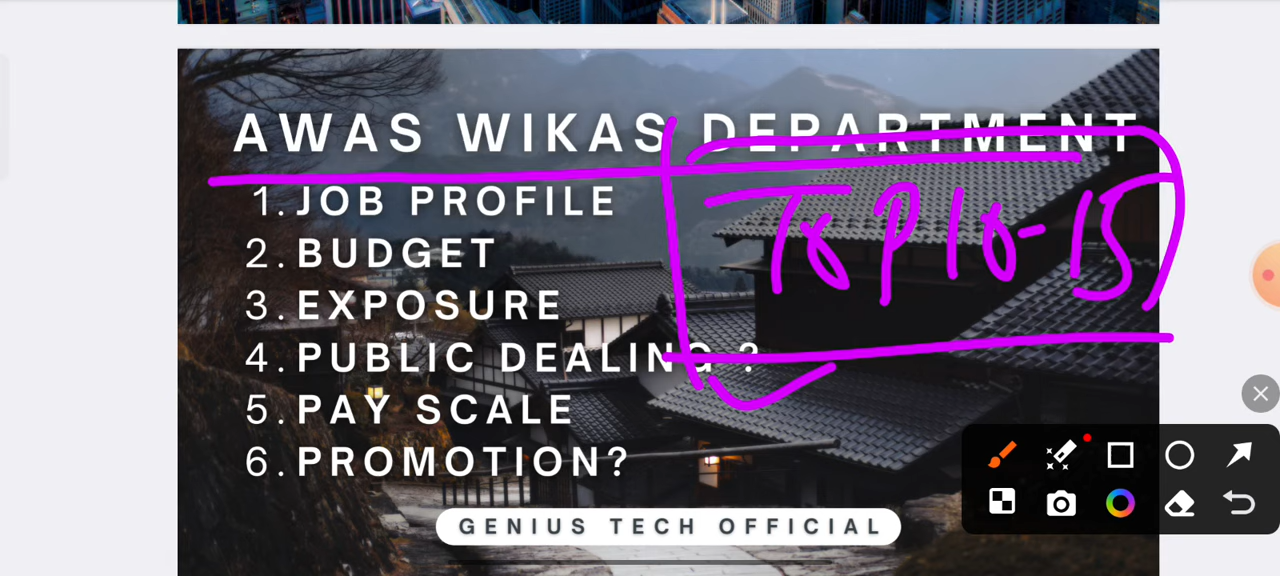 AWAS WIKAS DEPARTMENT
1. JOB PROFILE
2. BUDGET
3. EXPOSURE
4. PUBLIC DEALING ?
5. PAY SCALE
6. PROMOTION?
GENIUS TECH OFFICIAL